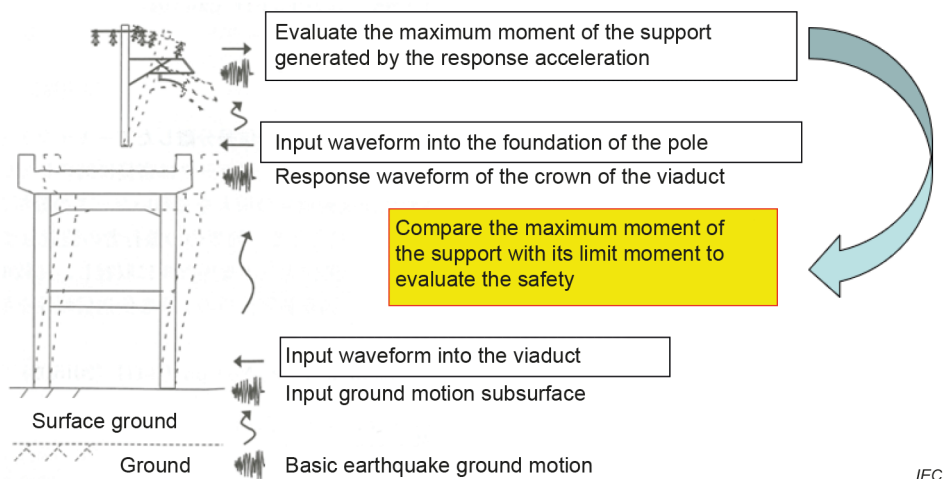 Evaluate the maximum moment of the support
generated by the response acceleration
Input waveform into the foundation of the pole
Response waveform of the crown of the viaduct
Compare the maximum moment of
the support with its limit moment to
evaluate the safety
Input waveform into the viaduct
Input ground motion subsurface
Surface ground
Ground
Basic earthquake ground motion
IEC